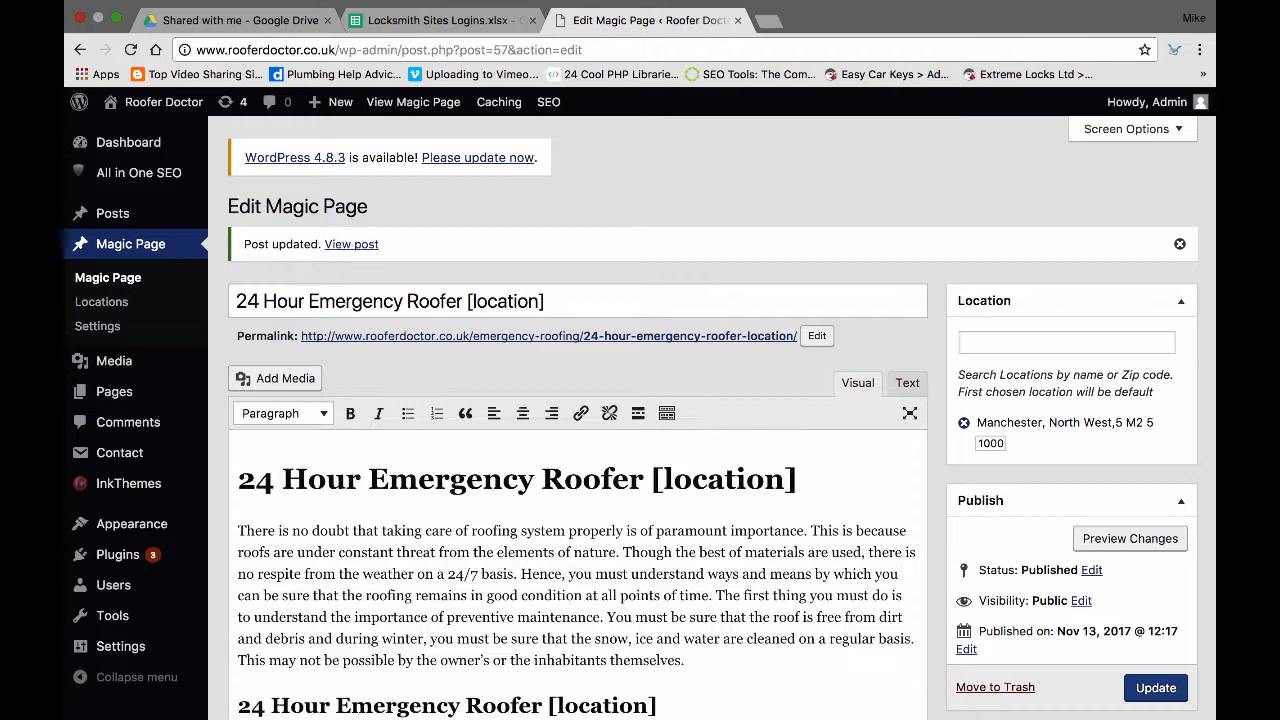 Shared with me - Google Drive
Locksmith Sites Logins.xlsx -
Edit Magic Page ‹ Roofer Doct
Mike
www.rooferdoctor.co.uk/wp-admin/post.php?post=57&action=edit
Apps
Top Video Sharing Si...
Plumbing Help Advic...
Uploading to Vimeo...
24 Cool PHP Librarie...
SEO Tools: The Com...
Easy Car Keys > Ad...
Extreme Locks Ltd >...
»
Roofer Doctor
4
0
New
View Magic Page
Caching
SEO
Howdy, Admin
Dashboard
All in One SEO
Posts
Magic Page
Magic Page
Locations
Settings
Media
Pages
Comments
Contact
InkThemes
Appearance
Plugins 3
Users
Tools
Settings
Collapse menu
Screen Options
WordPress 4.8.3 is available! Please update now.
Edit Magic Page
Post updated. View post
24 Hour Emergency Roofer [location]
Permalink: http://www.rooferdoctor.co.uk/emergency-roofing/24-hour-emergency-roofer-location/ Edit
Add Media
Visual
Text
Paragraph
24 Hour Emergency Roofer [location]
There is no doubt that taking care of roofing system properly is of paramount importance. This is because
roofs are under constant threat from the elements of nature. Though the best of materials are used, there is
no respite from the weather on a 24/7 basis. Hence, you must understand ways and means by which you
can be sure that the roofing remains in good condition at all points of time. The first thing you must do is
to understand the importance of preventive maintenance. You must be sure that the roof is free from dirt
and debris and during winter, you must be sure that the snow, ice and water are cleaned on a regular basis.
This may not be possible by the owner's or the inhabitants themselves.
24 Hour Emergency Roofer [location]
Location
Search Locations by name or Zip code.
First chosen location will be default
Manchester, North West,5 M2 5
1000
Publish
Preview Changes
Status: Published Edit
Visibility: Public Edit
Published on: Nov 13, 2017 @ 12:17
Edit
Move to Trash
Update